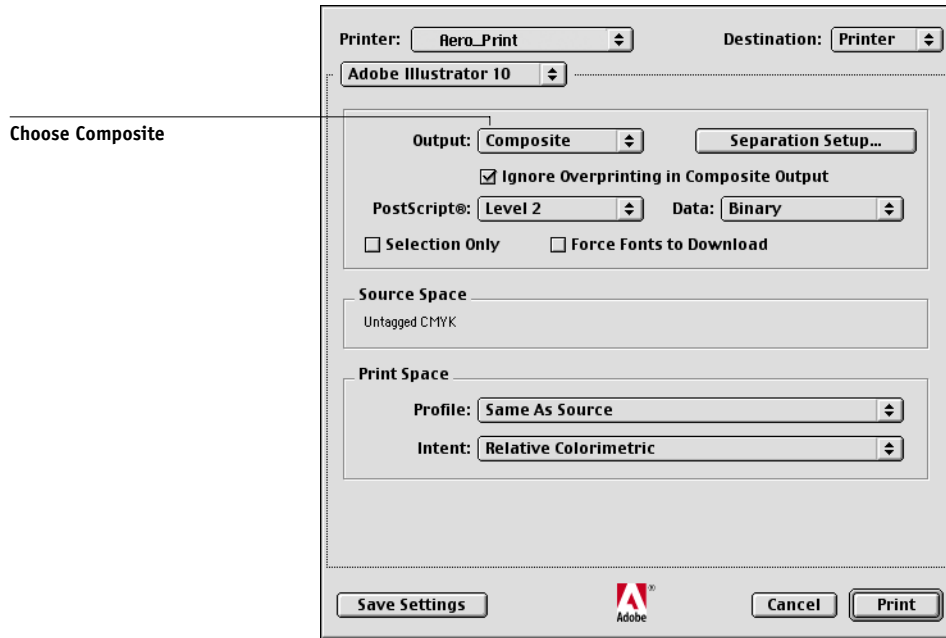 Printer: Aero_Print Destination: Printer
Adobe Illustrator 10
Choose Composite
Output: Composite Separation Setup...
Ignore Overprinting in Composite Output
PostScript®: Level 2 Data: Binary
Selection Only Force Fonts to Download
Source Space
Untagged CMYK
Print Space
Profile: Same As Source
Intent: Relative Colorimetric
Save Settings Adobe® Cancel Print